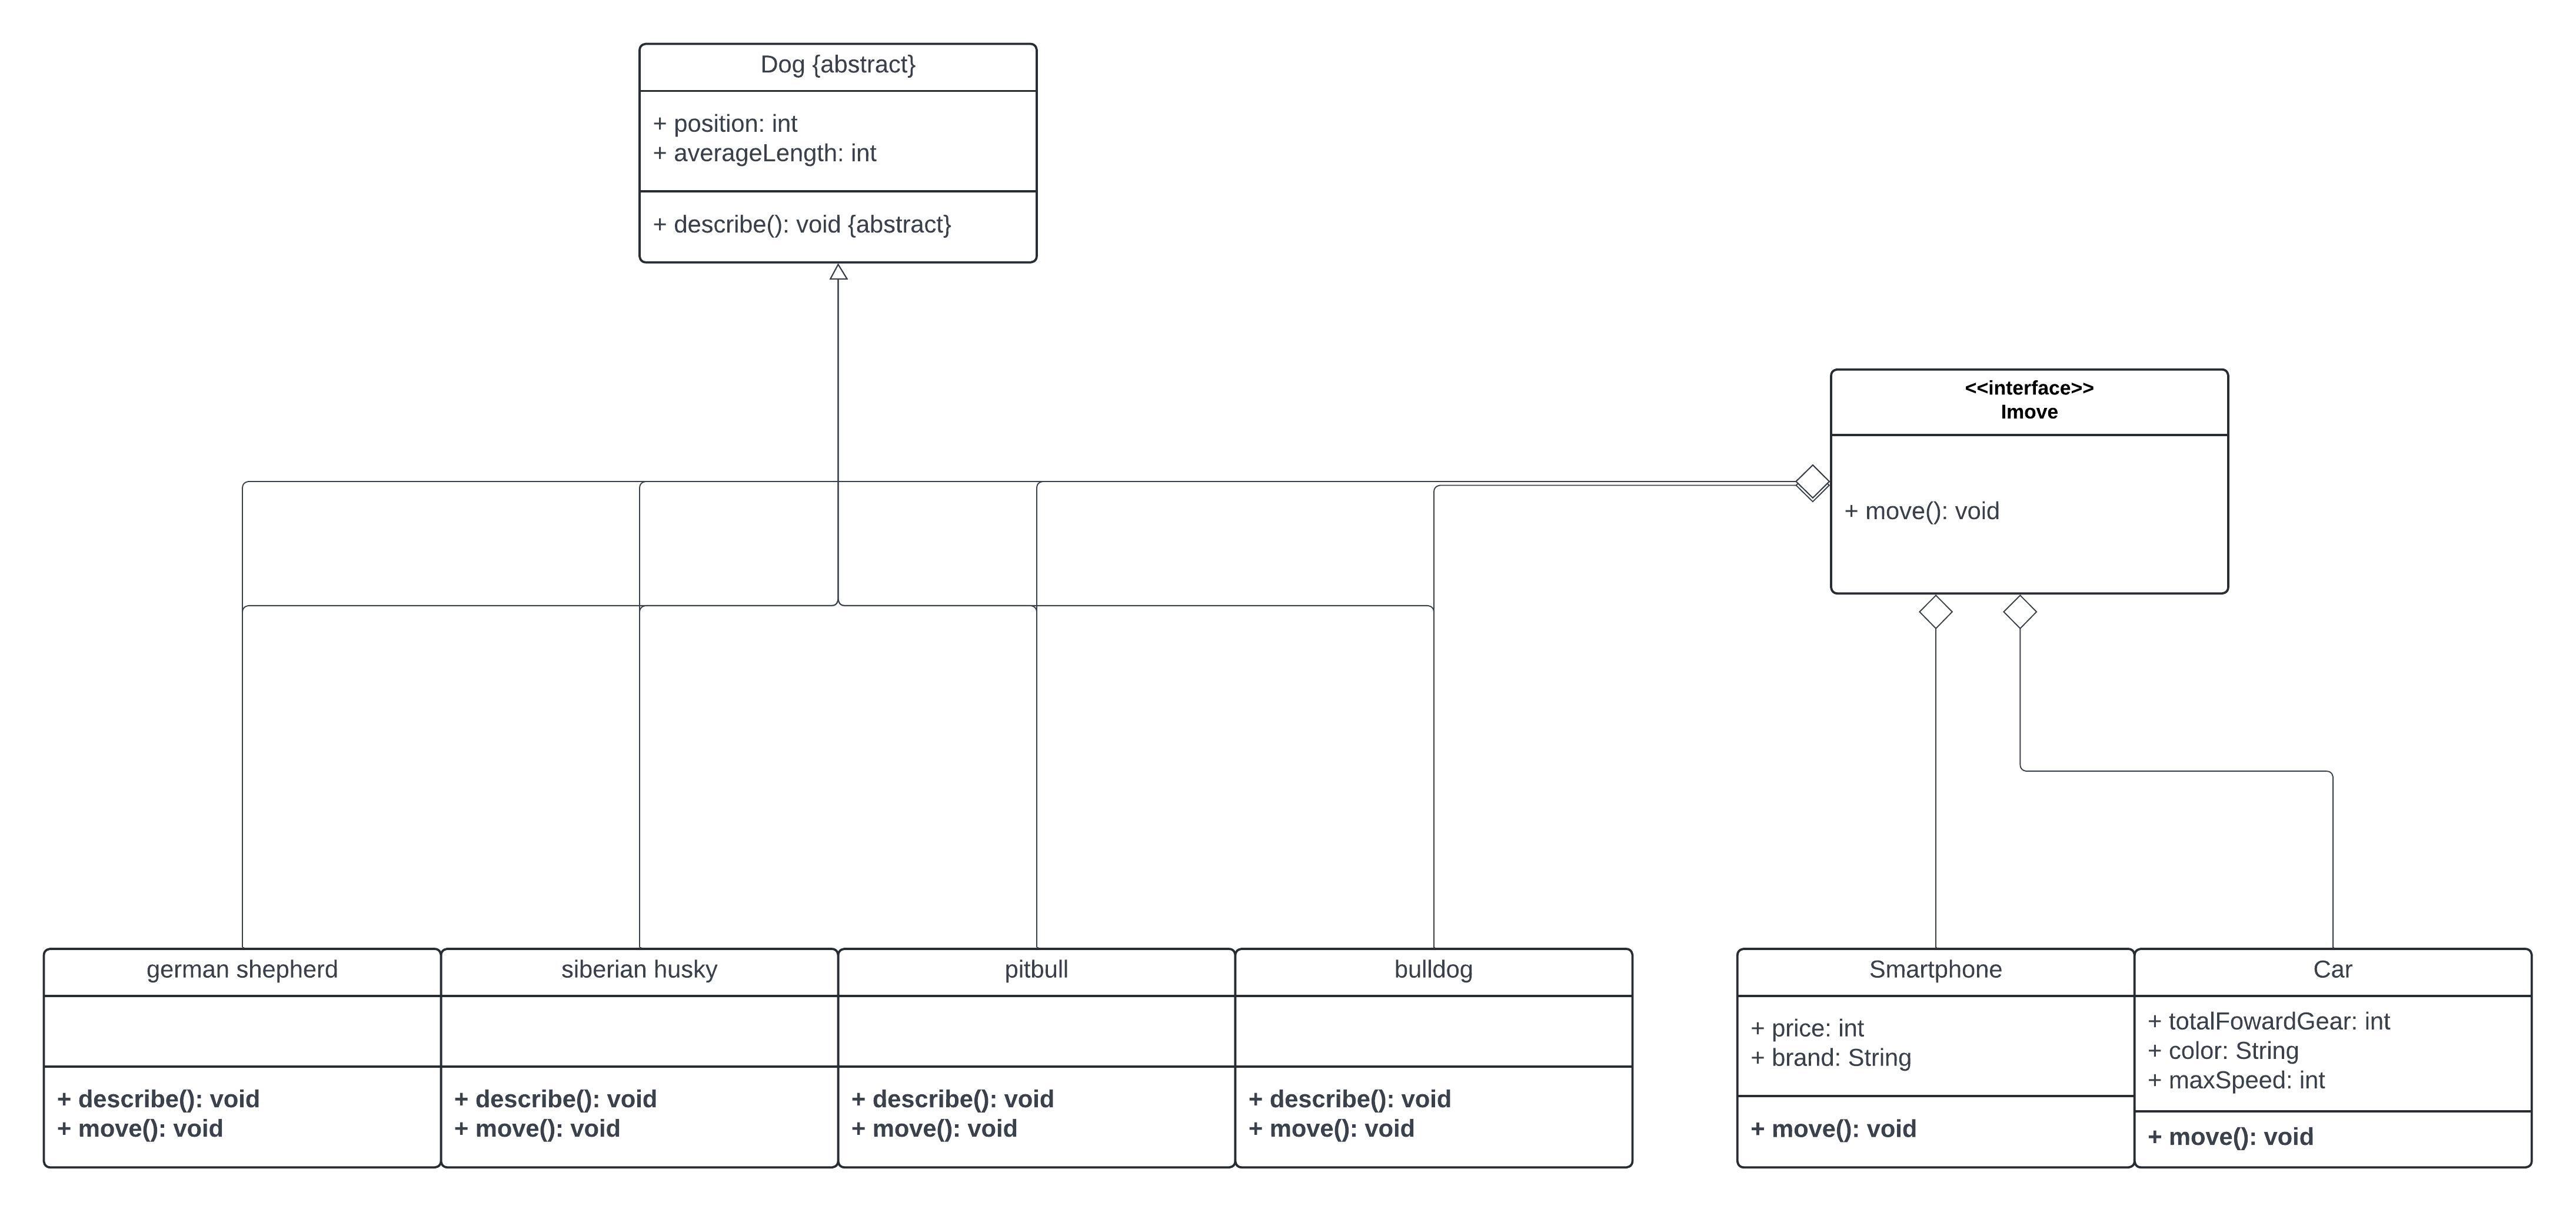 Dog {abstract}
+ position: int
+ averageLength: int
+ describe(): void {abstract}
<<interface>>
Imove
+ move(): void
german shepherd
+ describe(): void
+ move(): void
siberian husky
+ describe(): void
+ move(): void
pitbull
+ describe(): void
+ move(): void
bulldog
+ describe(): void
+ move(): void
Smartphone
+ price: int
+ brand: String
+ move(): void
Car
+ totalFowardGear: int
+ color: String
+ maxSpeed: int
+ move(): void